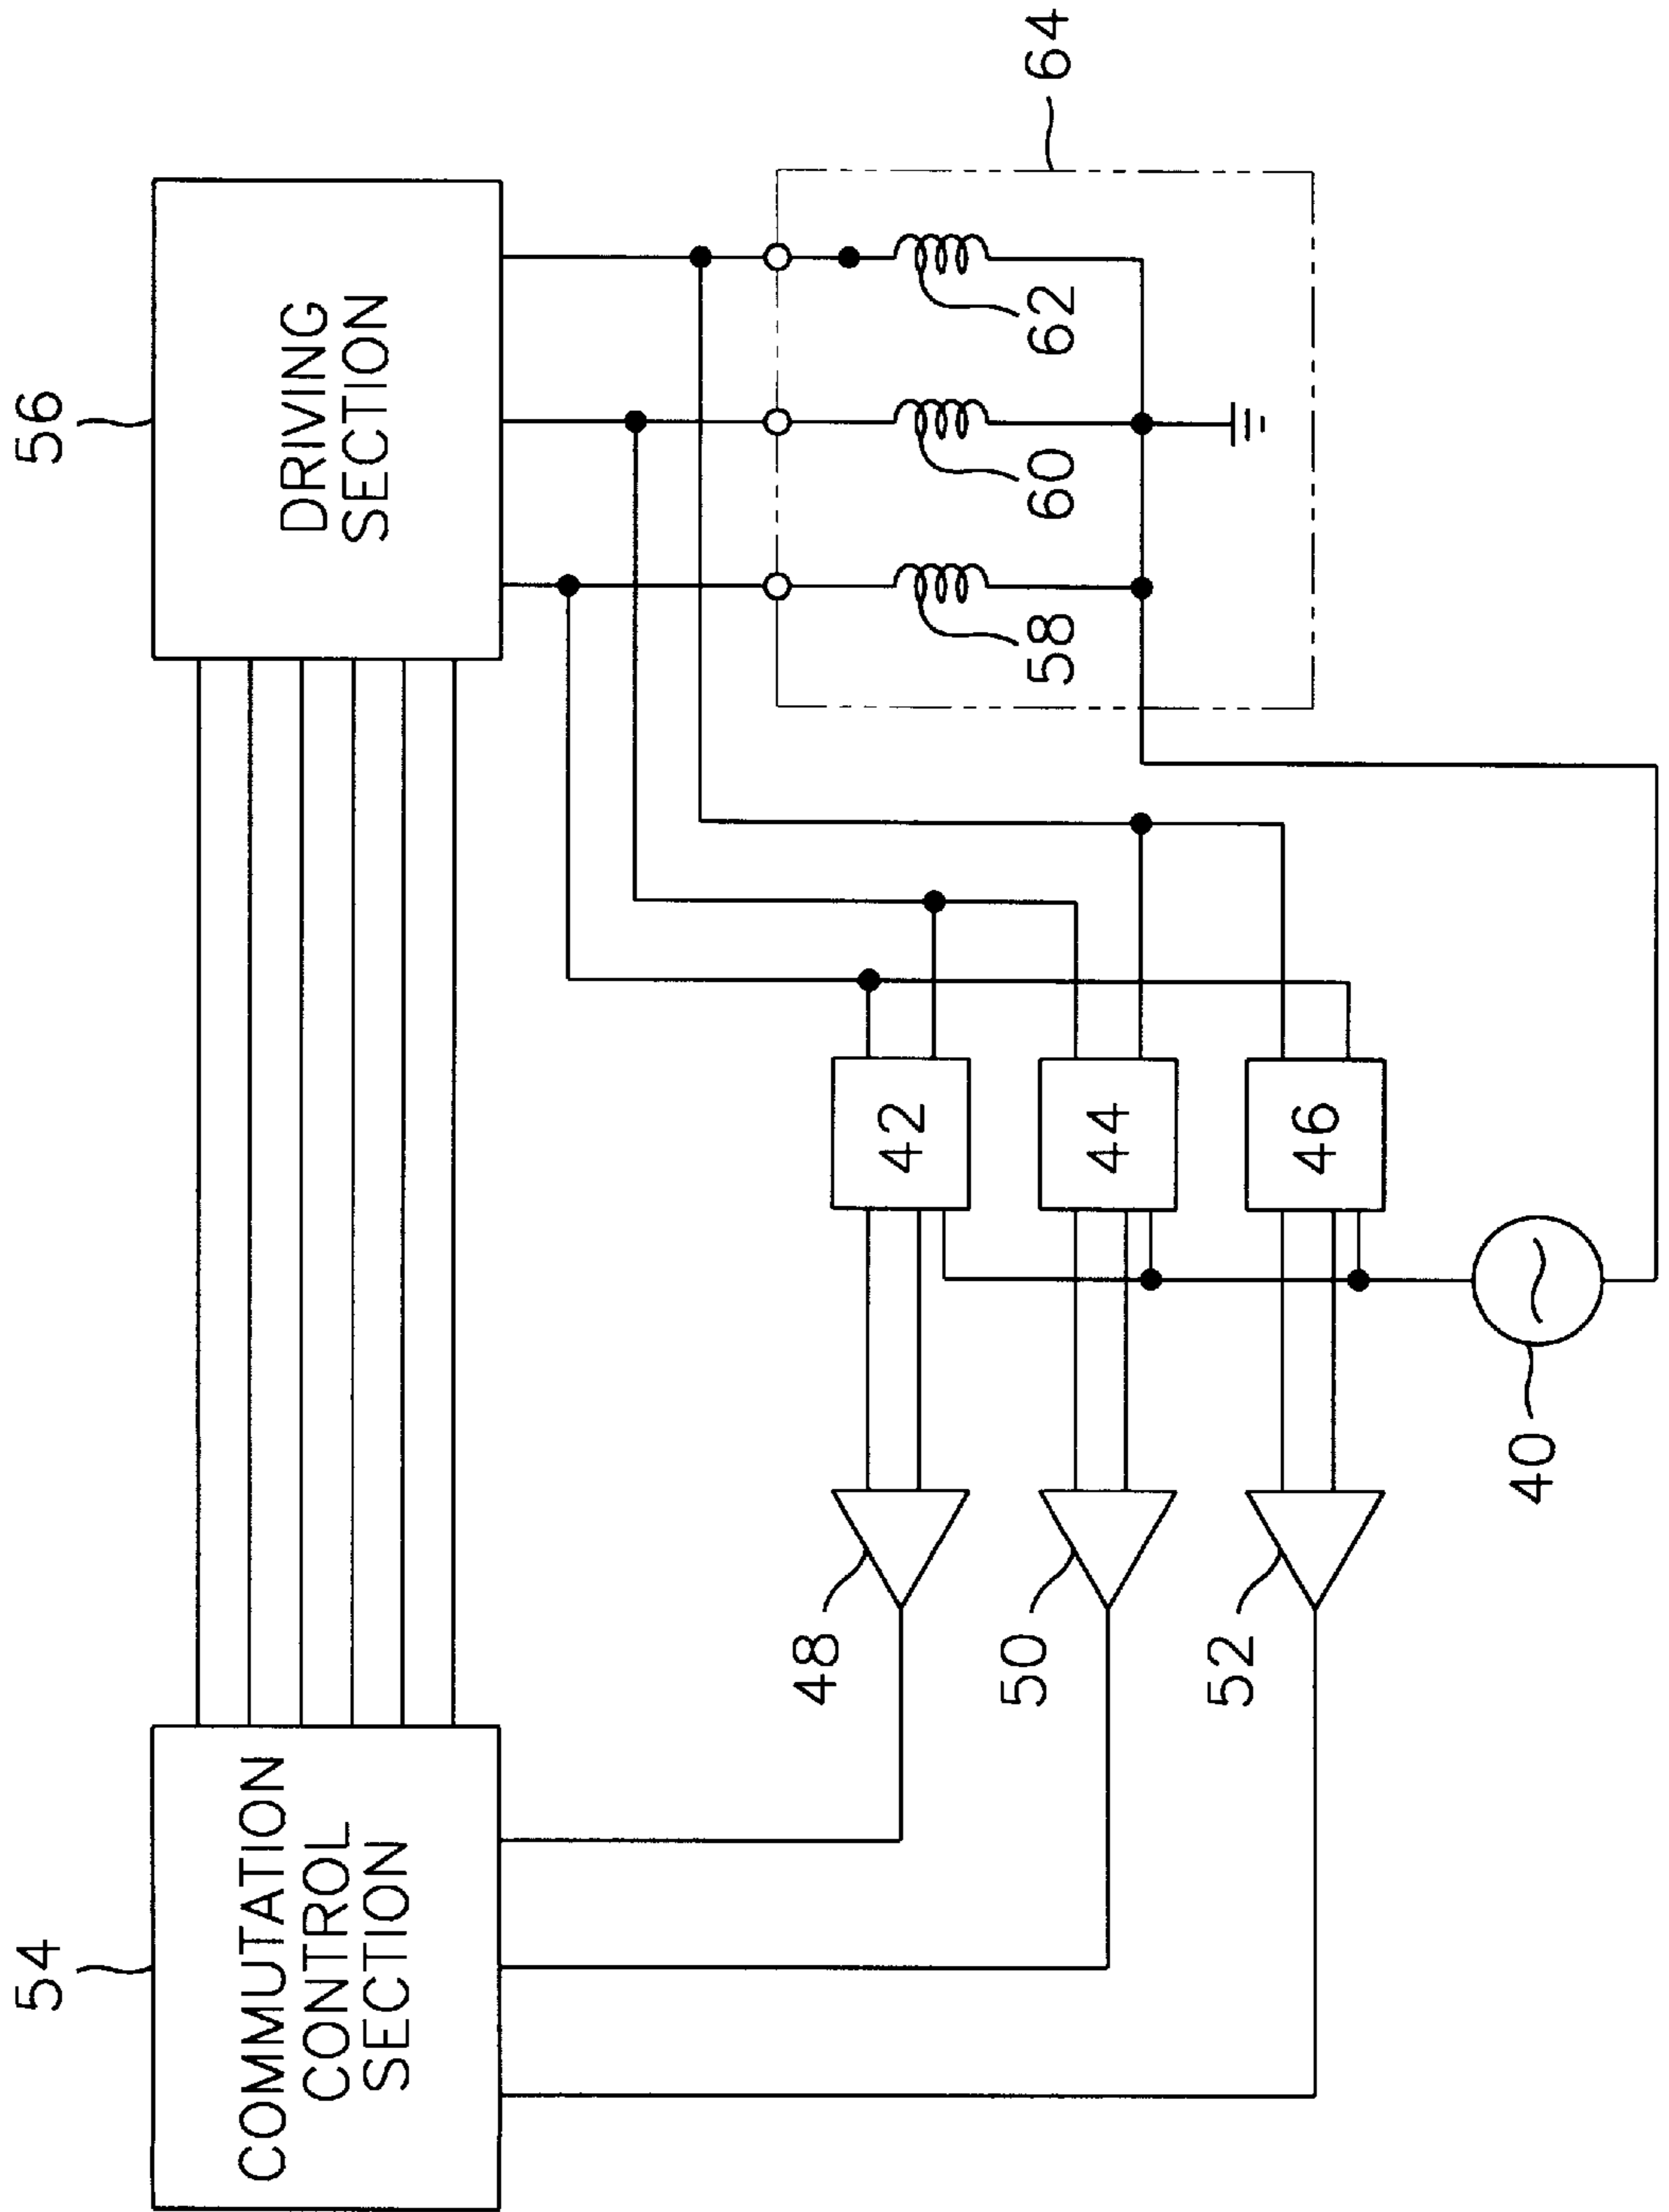 54
COMMUTATION
CONTROL
SECTION
56
DRIVING
SECTION
48
50
52
42
44
46
40
58
60
62
64